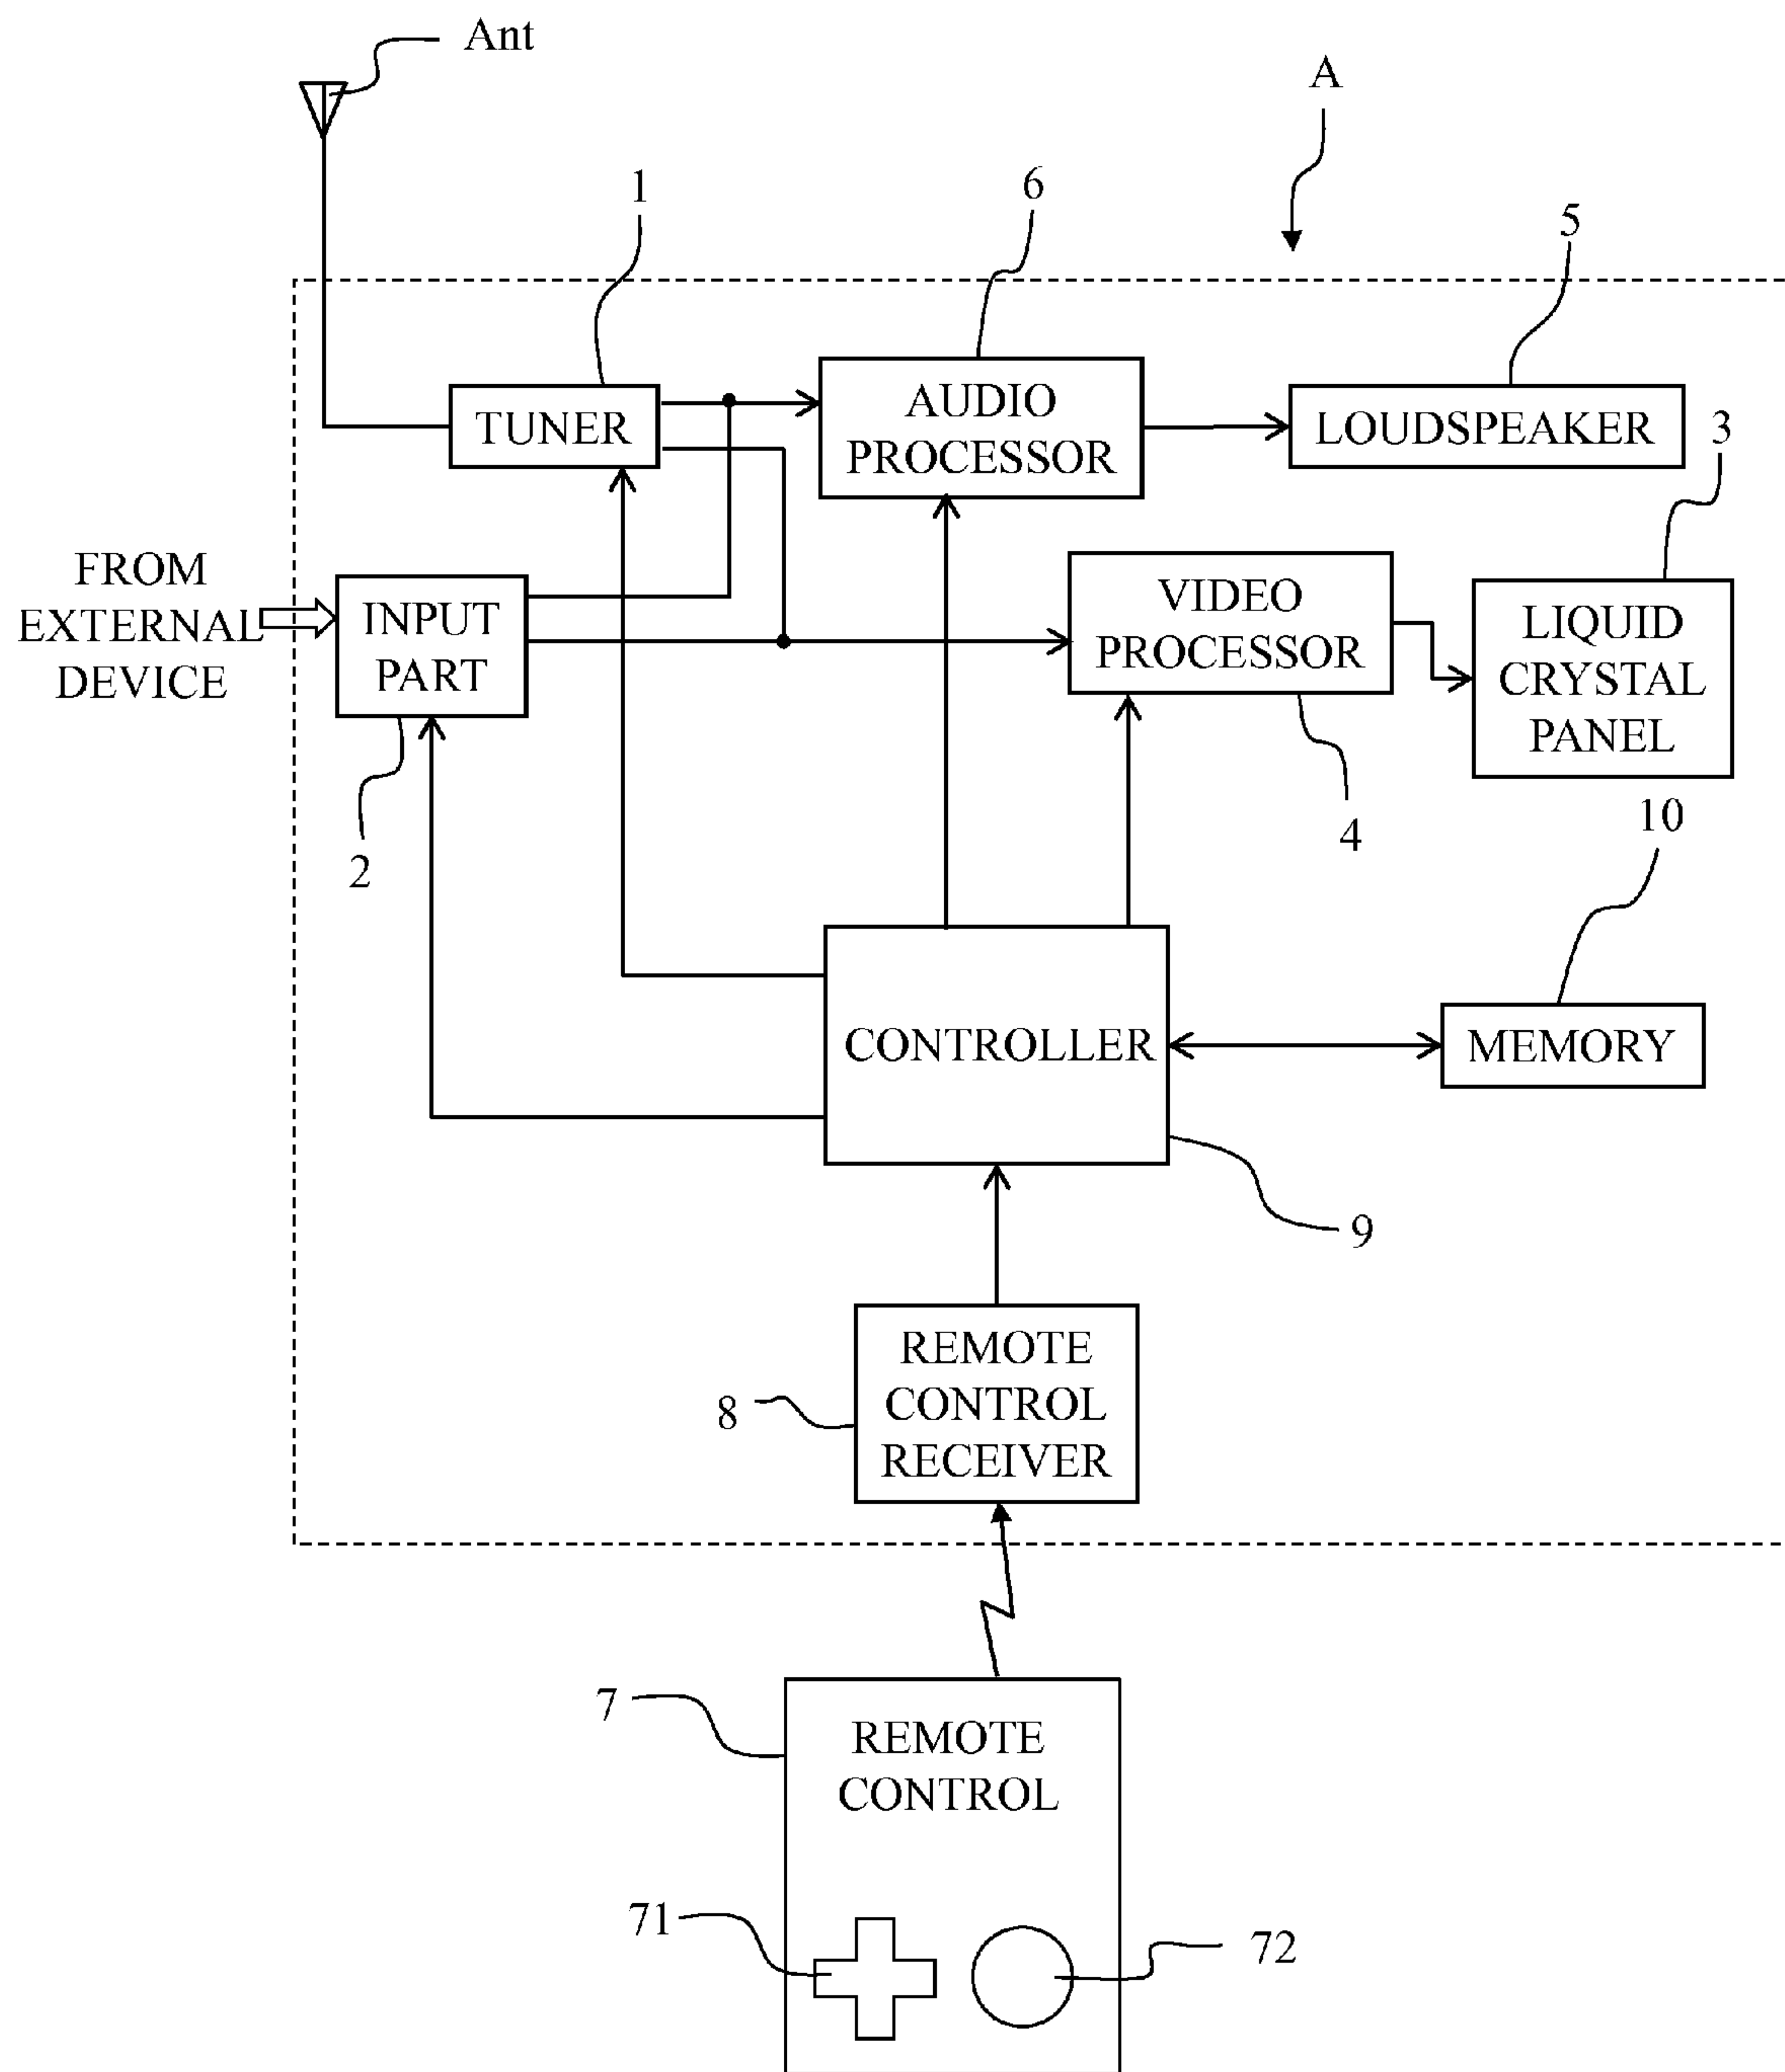 Ant
A
1
6
5
TUNER
AUDIO
PROCESSOR
LOUDSPEAKER
3
FROM
EXTERNAL
DEVICE
INPUT
PART
VIDEO
PROCESSOR
LIQUID
CRYSTAL
PANEL
2
4
10
CONTROLLER
MEMORY
9
REMOTE
CONTROL
RECEIVER
8
7
REMOTE
CONTROL
71
72